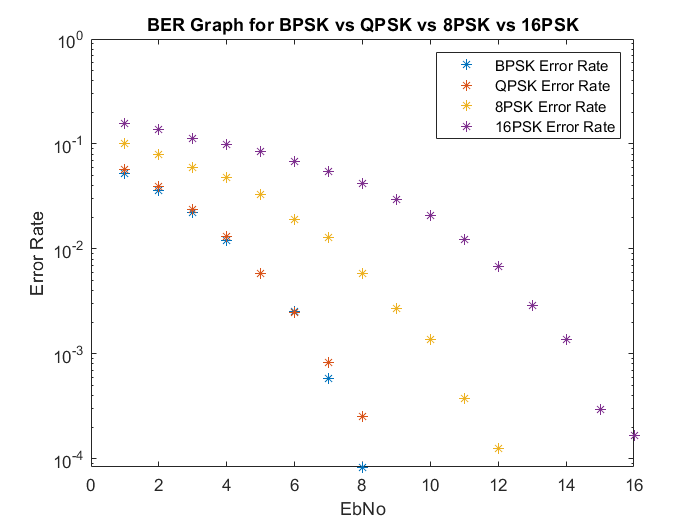 BER Graph for BPSK vs QPSK vs 8PSK vs 16PSK
BPSK Error Rate
QPSK Error Rate
8PSK Error Rate
16PSK Error Rate
Error Rate
10^0
10^-1
10^-2
10^-3
10^-4
0 2 4 6 8 10 12 14 16
EbNo